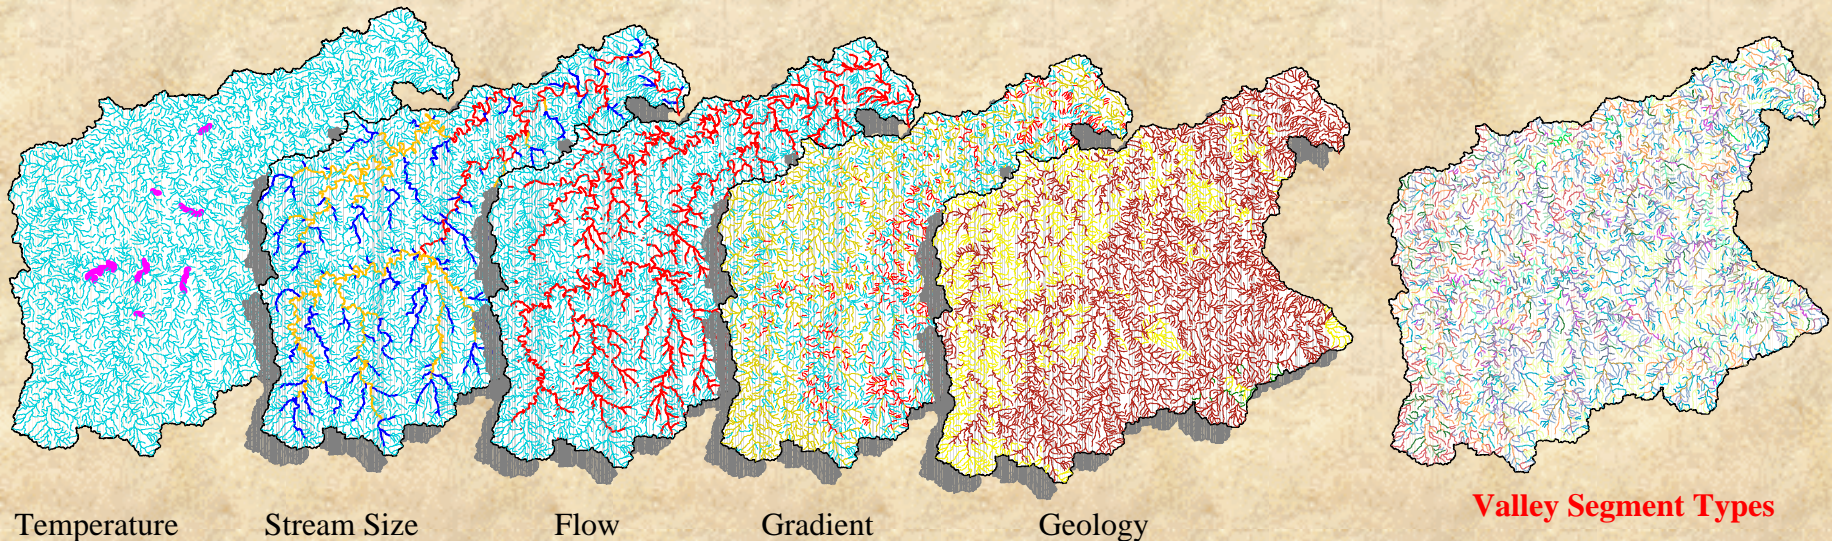 Temperature
Stream Size
Flow
Gradient
Geology
Valley Segment Types